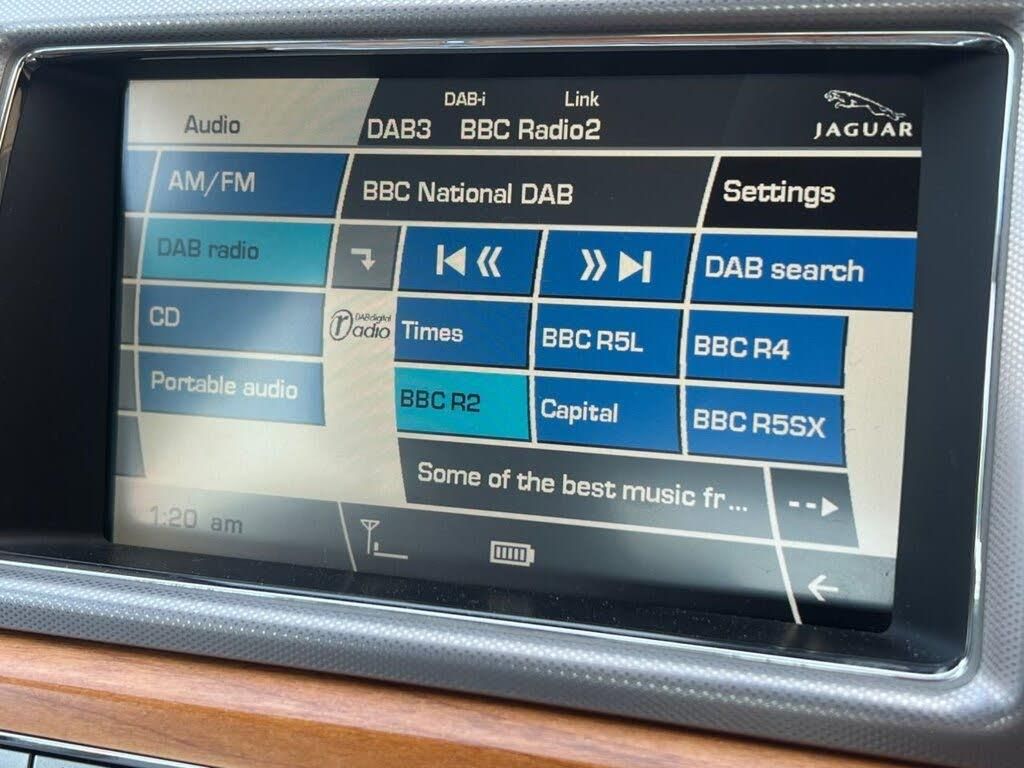 Audio
DAB-i Link
DAB3 BBC Radio2
JAGUAR
AM/FM
BBC National DAB
Settings
DAB radio
DAB search
CD
DAB digital
radio
Times
BBC R5L
BBC R4
Portable audio
BBC R2
Capital
BBC R5SX
Some of the best music fr...
1:20 am